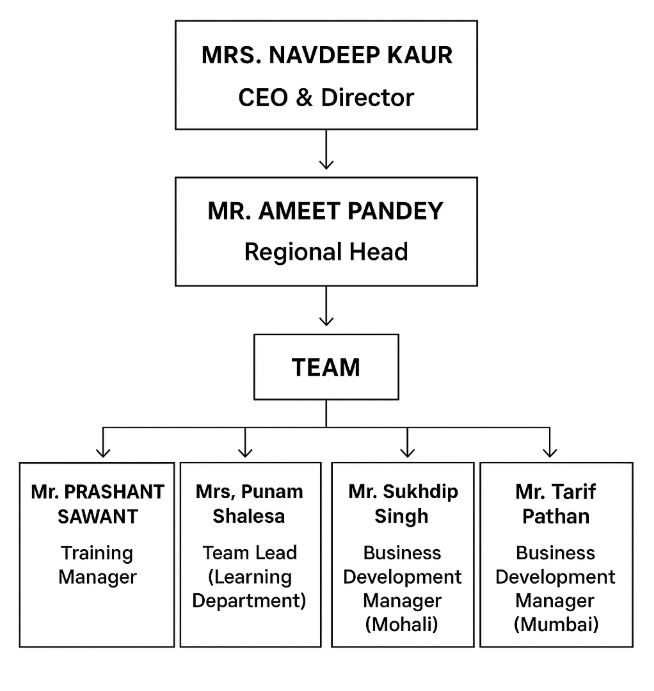 MRS. NAVDEEP KAUR
CEO & Director
MR. AMEET PANDEY
Regional Head
TEAM
Mr. PRASHANT
SAWANT
Training
Manager
Mrs, Punam
Shalesa
Team Lead
(Learning
Department)
Mr. Sukhdip
Singh
Business
Development
Manager
(Mohali)
Mr. Tarif
Pathan
Business
Development
Manager
(Mumbai)